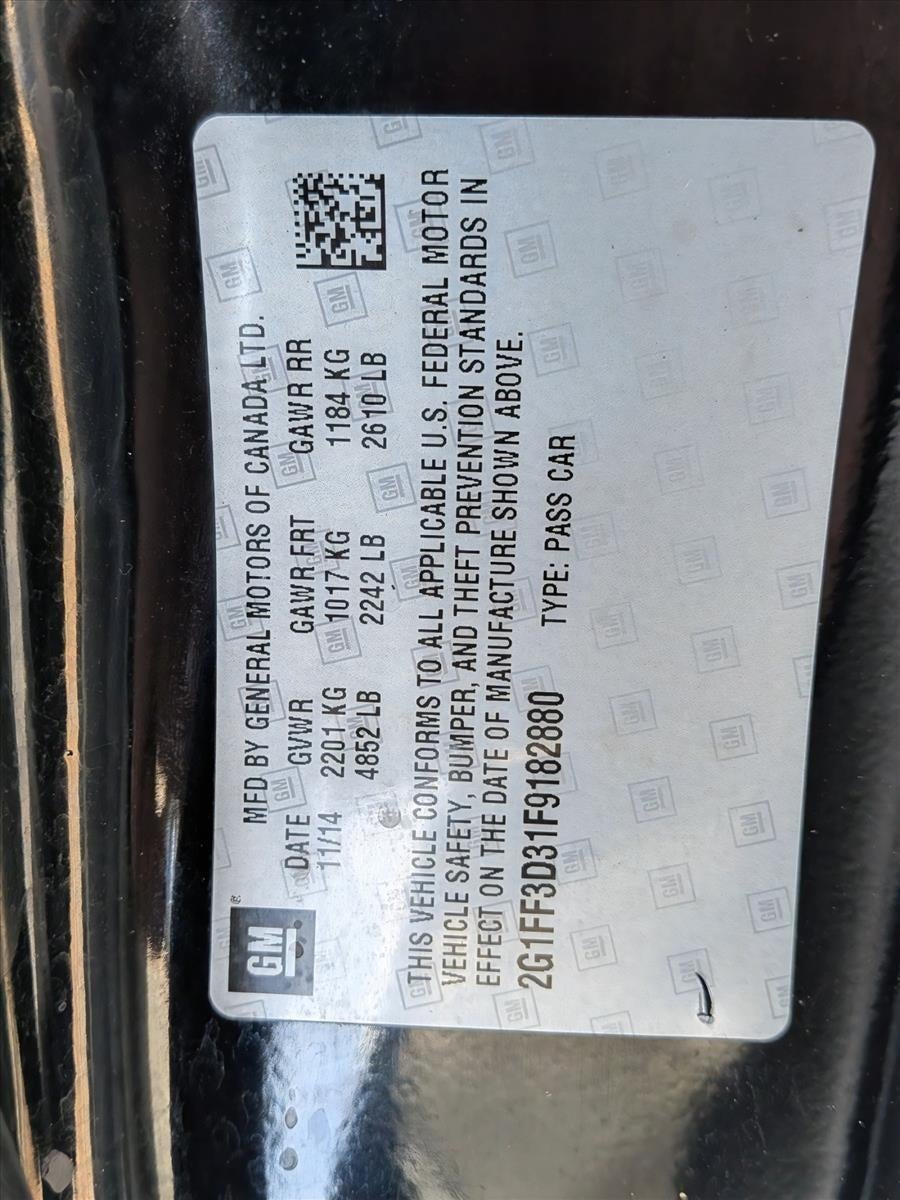 GM
MFD BY GENERAL MOTORS OF CANADA LTD.
DATE GVWR GAWR FRT GAWR RR
11/14 2201 KG 1017 KG 1184 KG
4852 LB 2242 LB 2610 LB
THIS VEHICLE CONFORMS TO ALL APPLICABLE U.S. FEDERAL MOTOR
VEHICLE SAFETY, BUMPER, AND THEFT PREVENTION STANDARDS IN
EFFECT ON THE DATE OF MANUFACTURE SHOWN ABOVE.
2G1FF3D31F9182880 TYPE: PASS CAR